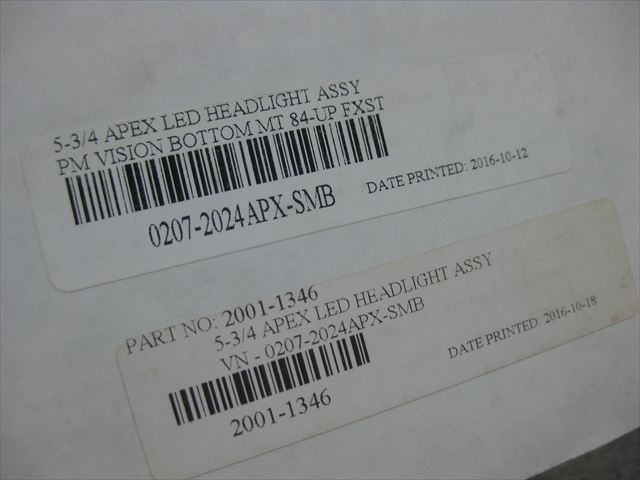 5-3/4 APEX LED HEADLIGHT ASSY
PM VISION BOTTOM MT 84-UP FXST
0207-2024APX-SMB
DATE PRINTED: 2016-10-12
PART NO: 2001-1346
5-3/4 APEX LED HEADLIGHT ASSY
VN - 0207-2024APX-SMB
2001-1346
DATE PRINTED: 2016-10-18